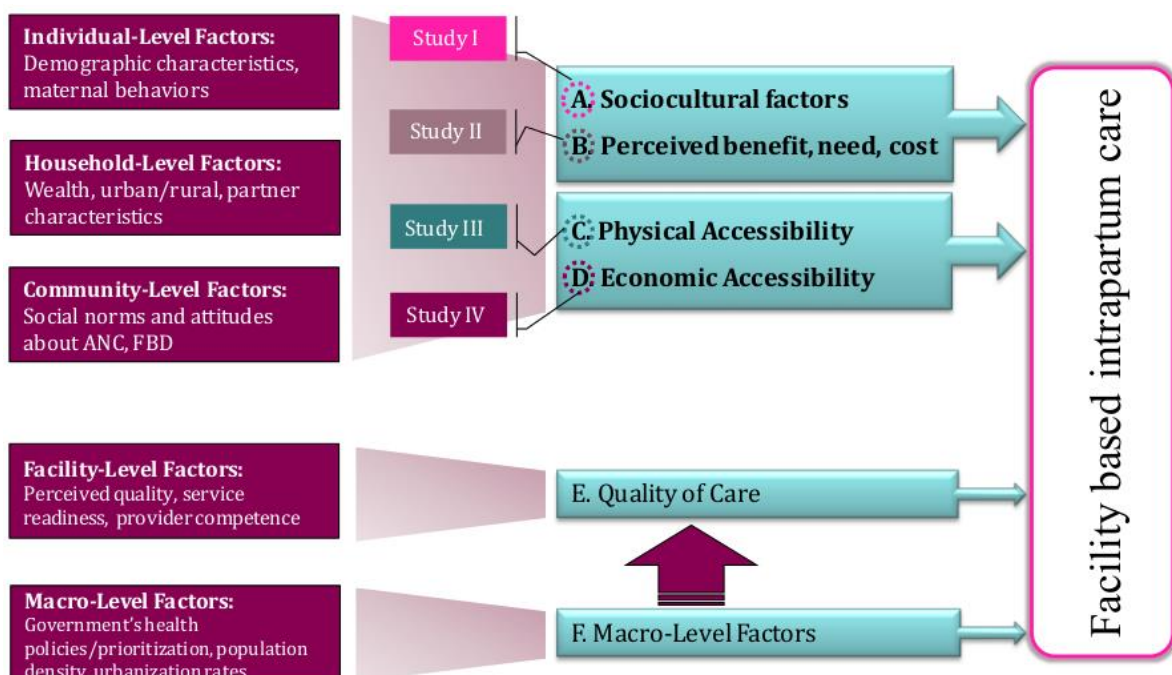 Individual-Level Factors:
Demographic characteristics,
maternal behaviors
Household-Level Factors:
Wealth, urban/rural, partner
characteristics
Community-Level Factors:
Social norms and attitudes
about ANC, FBD
Facility-Level Factors:
Perceived quality, service
readiness, provider competence
Macro-Level Factors:
Government's health
policies/prioritization, population
density, urbanization rates
Study I
Study II
Study III
Study IV
A. Sociocultural factors
B. Perceived benefit, need, cost
C. Physical Accessibility
D. Economic Accessibility
E. Quality of Care
F. Macro-Level Factors
Facility based intrapartum care